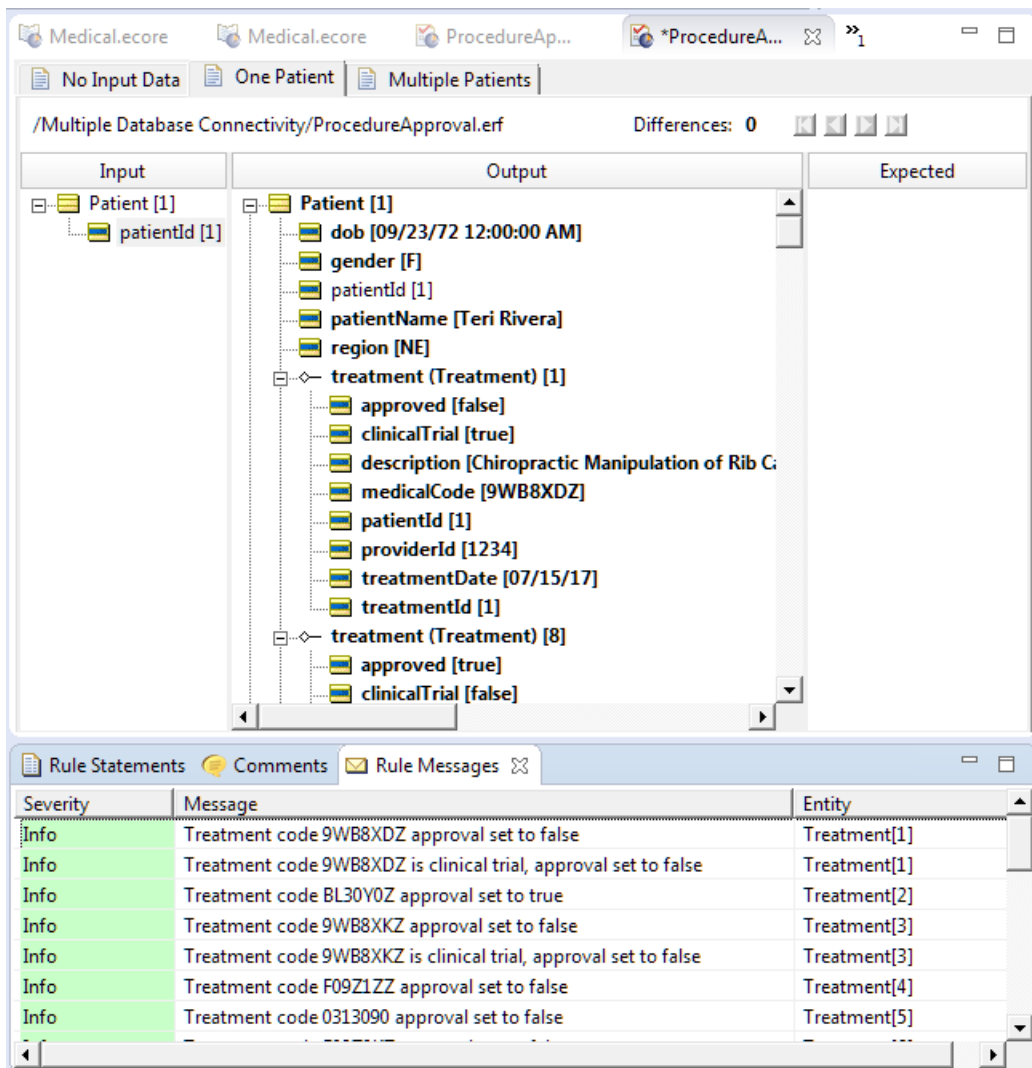 Medical.ecore Medical.ecore ProcedureAp... *ProcedureA... »1
No Input Data One Patient Multiple Patients
/Multiple Database Connectivity/ProcedureApproval.erf Differences: 0
Input Output Expected
Patient [1] Patient [1]
patientId [1] dob [09/23/72 12:00:00 AM]
gender [F]
patientId [1]
patientName [Teri Rivera]
region [NE]
treatment (Treatment) [1]
approved [false]
clinicalTrial [true]
description [Chiropractic Manipulation of Rib Ca
medicalCode [9WB8XDZ]
patientId [1]
providerId [1234]
treatmentDate [07/15/17]
treatmentId [1]
treatment (Treatment) [8]
approved [true]
clinicalTrial [false]
Rule Statements Comments Rule Messages
Severity Message Entity
Info Treatment code 9WB8XDZ approval set to false Treatment[1]
Info Treatment code 9WB8XDZ is clinical trial, approval set to false Treatment[1]
Info Treatment code BL30Y0Z approval set to true Treatment[2]
Info Treatment code 9WB8XKZ approval set to false Treatment[3]
Info Treatment code 9WB8XKZ is clinical trial, approval set to false Treatment[3]
Info Treatment code F09Z1ZZ approval set to false Treatment[4]
Info Treatment code 0313090 approval set to false Treatment[5]